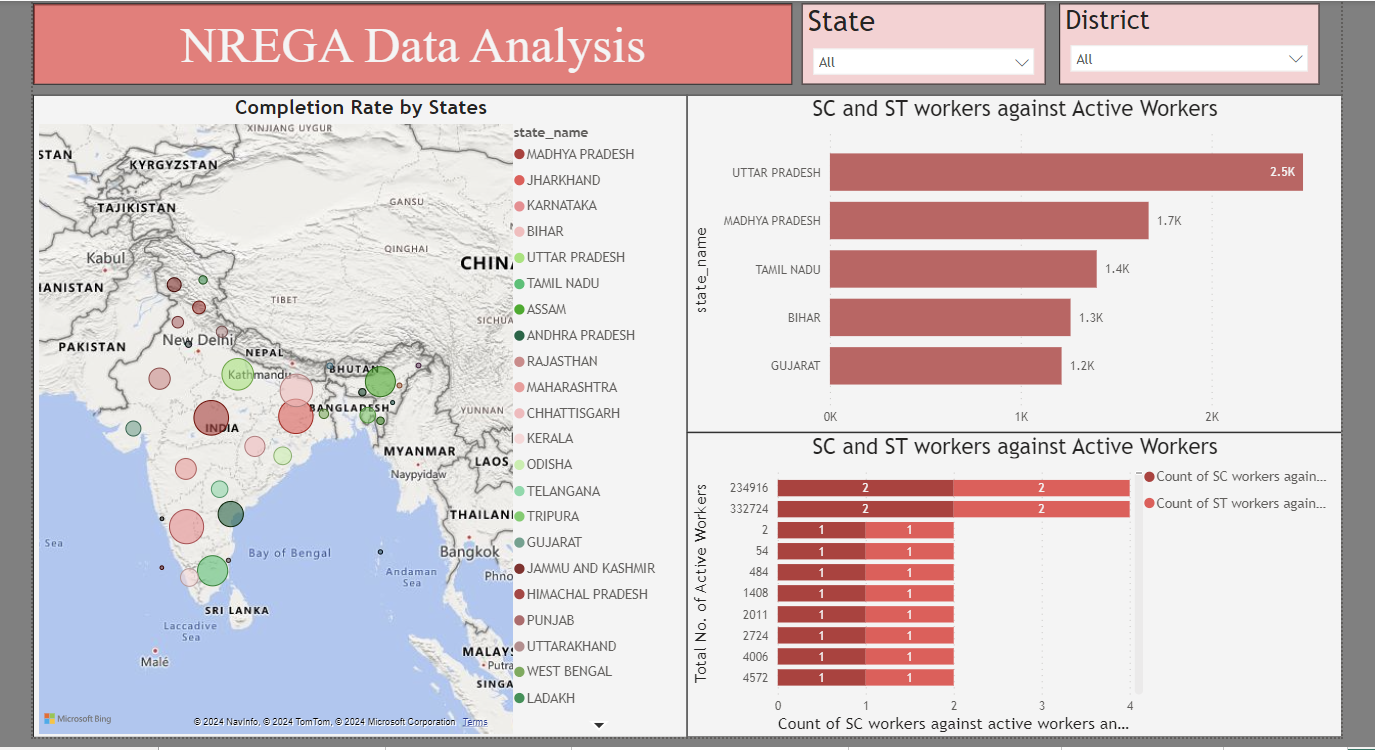 NREGA Data Analysis
State
All
District
All
Completion Rate by States
XINJIANG UYGUR
STAN
KYRGYZSTAN
TAJIKISTAN
GANSU
QINGHAI
Kabul
CHIN
ANISTAN
TIBET
SICHUA
PAKISTAN
New Delhi
NEPAL
Kathmandu
BHUTAN
BANGLADESH
YUNNAN
INDIA
MYANMAR
LAOS
Naypyidaw
THAILAN
Sea
Bay of Bengal
Bangkok
Andaman
Sea
Phno
SRI LANKA
Laccadive
Sea
Malé
MALAYS
Putra
SINGA
Microsoft Bing
© 2024 NavInfo, © 2024 TomTom, © 2024 Microsoft Corporation Terms
state_name
MADHYA PRADESH
JHARKHAND
KARNATAKA
BIHAR
UTTAR PRADESH
TAMIL NADU
ASSAM
ANDHRA PRADESH
RAJASTHAN
MAHARASHTRA
CHHATTISGARH
KERALA
ODISHA
TELANGANA
TRIPURA
GUJARAT
JAMMU AND KASHMIR
HIMACHAL PRADESH
PUNJAB
UTTARAKHAND
WEST BENGAL
LADAKH
SC and ST workers against Active Workers
state_name
UTTAR PRADESH 2.5K
MADHYA PRADESH 1.7K
TAMIL NADU 1.4K
BIHAR 1.3K
GUJARAT 1.2K
0K 1K 2K
SC and ST workers against Active Workers
Count of SC workers again...
Count of ST workers again...
Total No. of Active Workers
234916 2 2
332724 2 2
2 1 1
54 1 1
484 1 1
1408 1 1
2011 1 1
2724 1 1
4006 1 1
4572 1 1
0 1 2 3 4
Count of SC workers against active workers an...